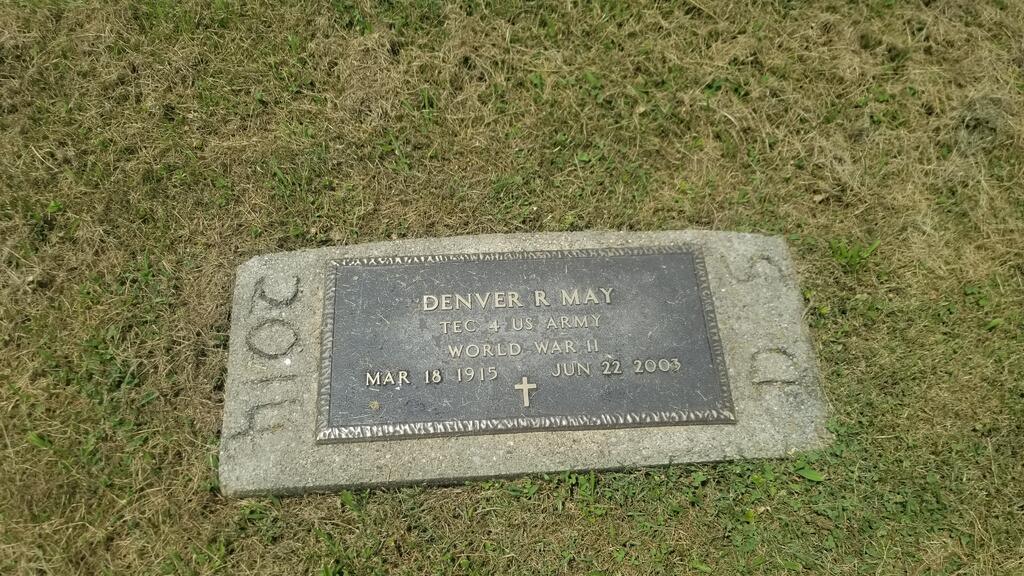 DENVER R MAY
TEC 4 US ARMY
WORLD WAR II
MAR 18 1915 JUN 22 2003
2014